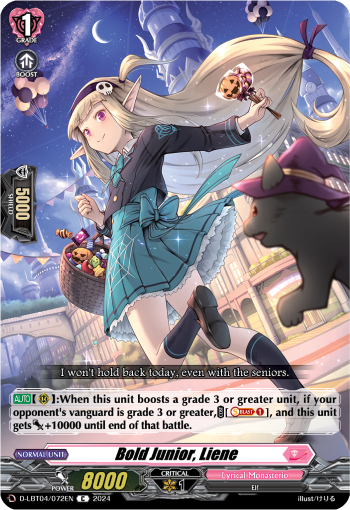 1
GRADE
BOOST
5000
SHIELD
I won't hold back today, even with the seniors.
AUTO [ ]:When this unit boosts a grade 3 or greater unit, if your
opponent's vanguard is grade 3 or greater, [S BLAST 1], and this unit
gets +10000 until end of that battle.
NORMAL UNIT
Bold Junior, Liene
POWER 8000
CRITICAL
1
Lyrical Monasterio
Elf
D-LBT04/072EN C 2024
illust/けりら